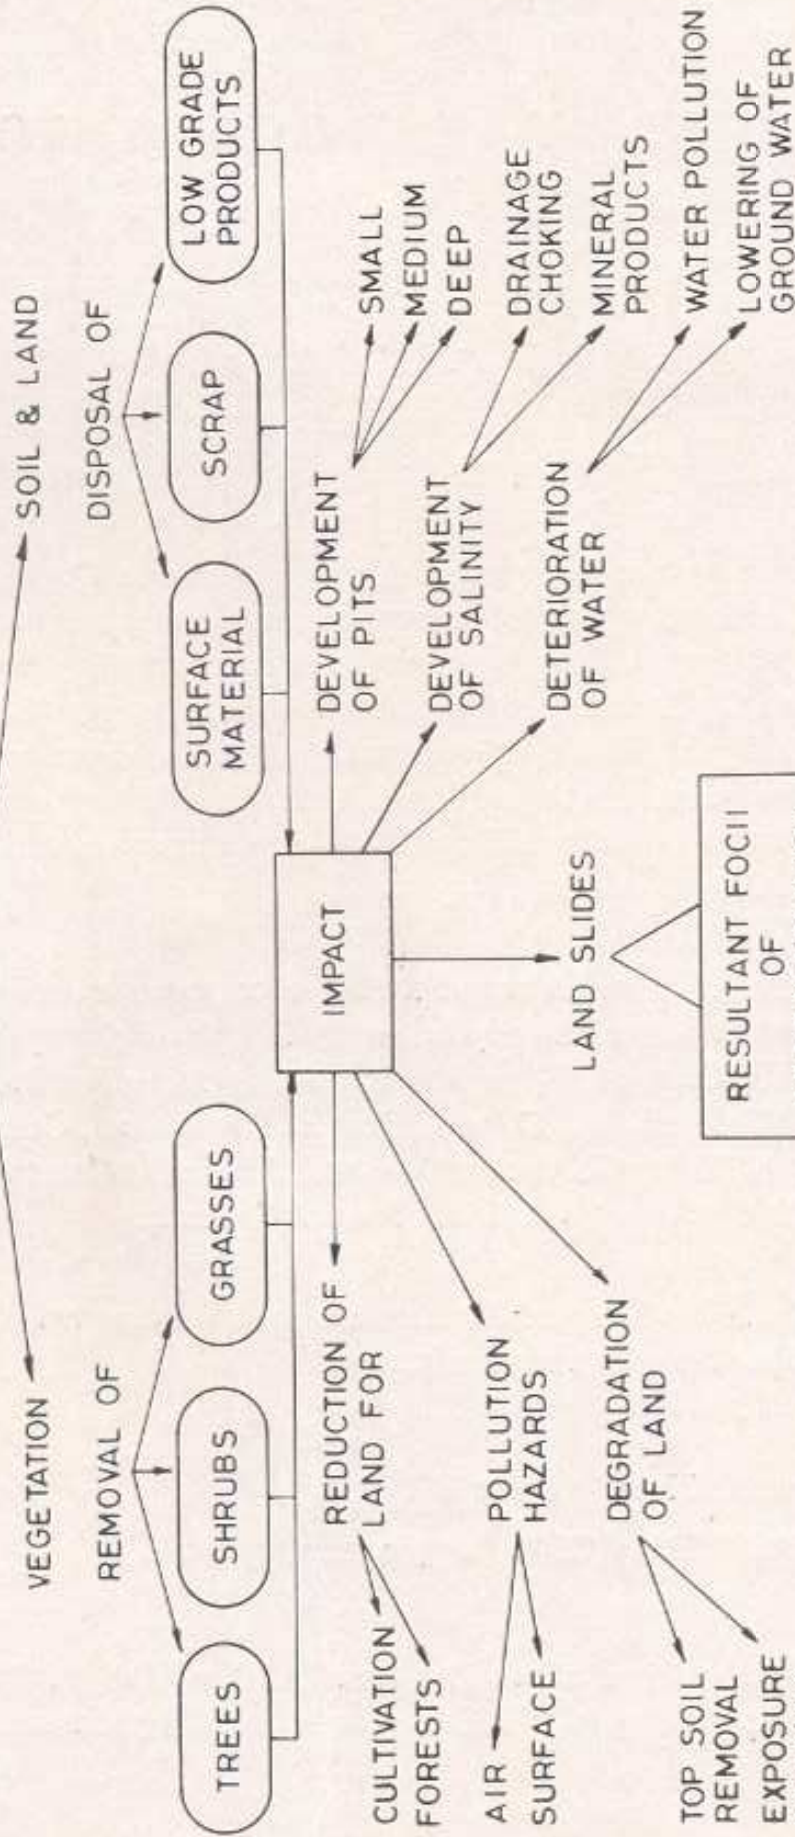 VEGETATION
SOIL & LAND
REMOVAL OF
DISPOSAL OF
TREES
SHRUBS
GRASSES
SURFACE
MATERIAL
SCRAP
LOW GRADE
PRODUCTS
IMPACT
REDUCTION OF
LAND FOR
CULTIVATION
FORESTS
POLLUTION
HAZARDS
AIR
SURFACE
DEGRADATION
OF LAND
TOP SOIL
REMOVAL
EXPOSURE
LAND SLIDES
DEVELOPMENT
OF PITS
SMALL
MEDIUM
DEEP
DEVELOPMENT
OF SALINITY
DRAINAGE
CHOKING
MINERAL
PRODUCTS
DETERIORATION
OF WATER
WATER POLLUTION
LOWERING OF
GROUND WATER
RESULTANT FOCII
OF